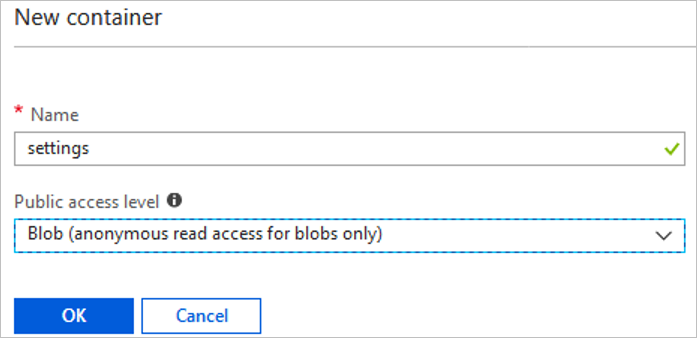 New container
* Name
settings
Public access level
Blob (anonymous read access for blobs only)
OK Cancel